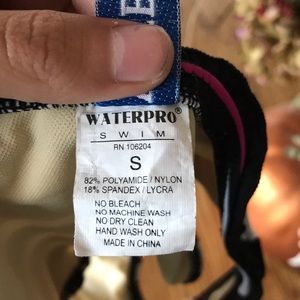 WATERPRO®
SWIM
RN 106204
S
82% POLYAMIDE / NYLON
18% SPANDEX / LYCRA
NO BLEACH
NO MACHINE WASH
NO DRY CLEAN
HAND WASH ONLY
MADE IN CHINA